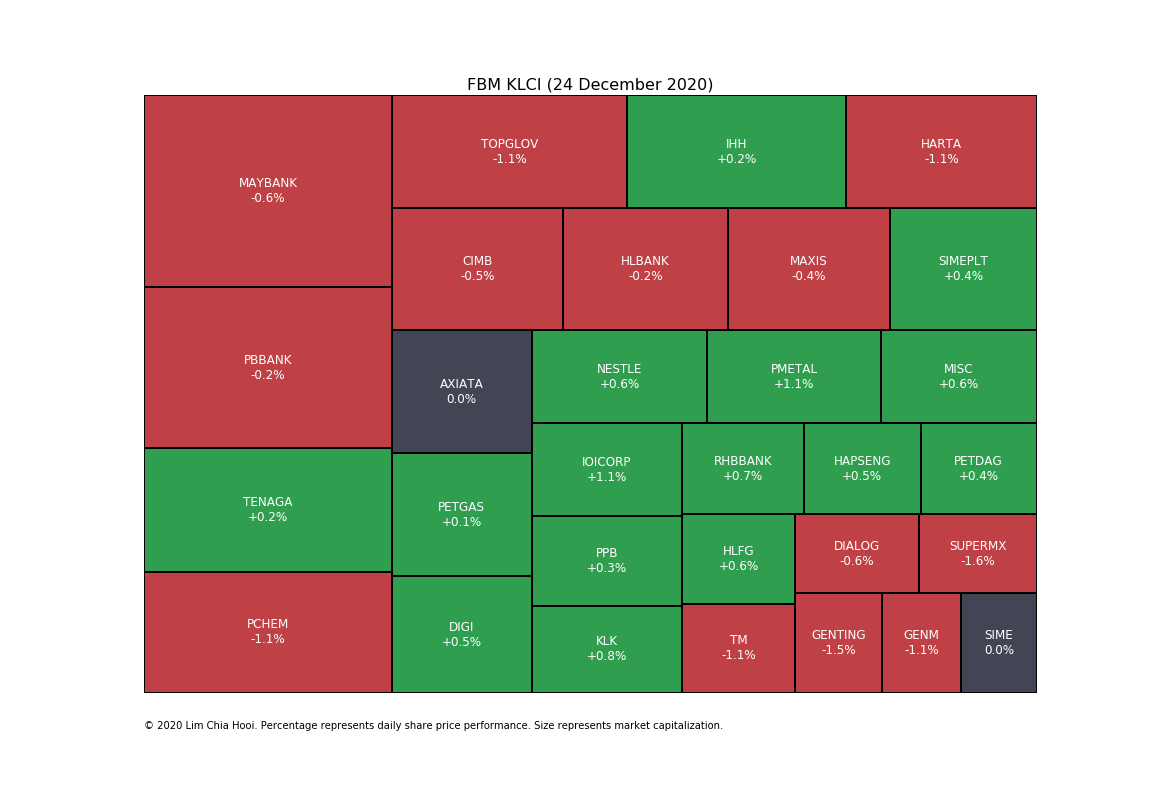 FBM KLCI (24 December 2020)
MAYBANK
-0.6%
TOPGLOV
-1.1%
IHH
+0.2%
HARTA
-1.1%
CIMB
-0.5%
HLBANK
-0.2%
MAXIS
-0.4%
SIMEPLT
+0.4%
PBBANK
-0.2%
AXIATA
0.0%
NESTLE
+0.6%
PMETAL
+1.1%
MISC
+0.6%
IOICORP
+1.1%
RHBBANK
+0.7%
HAPSENG
+0.5%
PETDAG
+0.4%
TENAGA
+0.2%
PETGAS
+0.1%
PPB
+0.3%
HLFG
+0.6%
DIALOG
-0.6%
SUPERMX
-1.6%
PCHEM
-1.1%
DIGI
+0.5%
KLK
+0.8%
TM
-1.1%
GENTING
-1.5%
GENM
-1.1%
SIME
0.0%
© 2020 Lim Chia Hooi. Percentage represents daily share price performance. Size represents market capitalization.